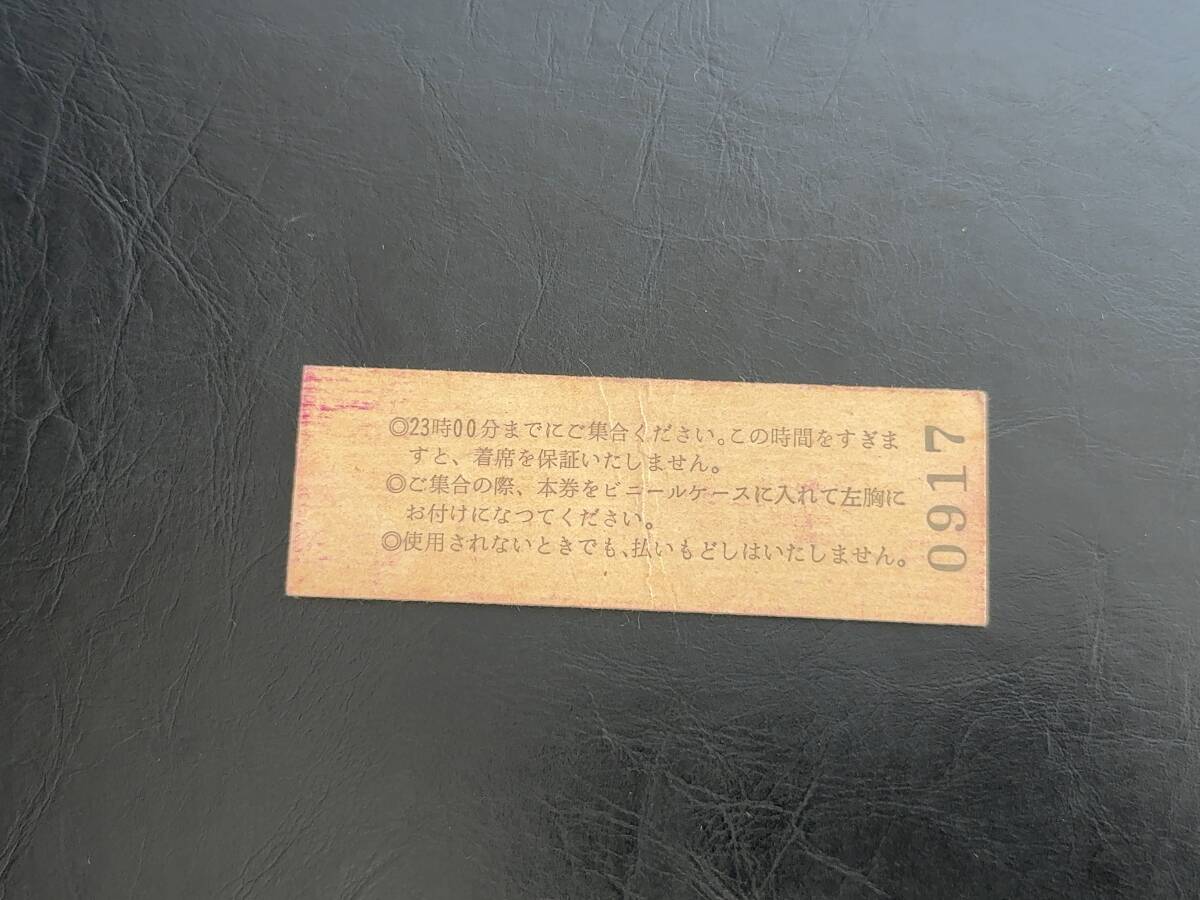 ◎23時00分までにご集合ください。この時間をすぎま
すと、着席を保証いたしません。
◎ご集合の際、本券をビニールケースに入れて左胸に
お付けになつてください。
◎使用されないときでも、払いもどしはいたしません。
0917